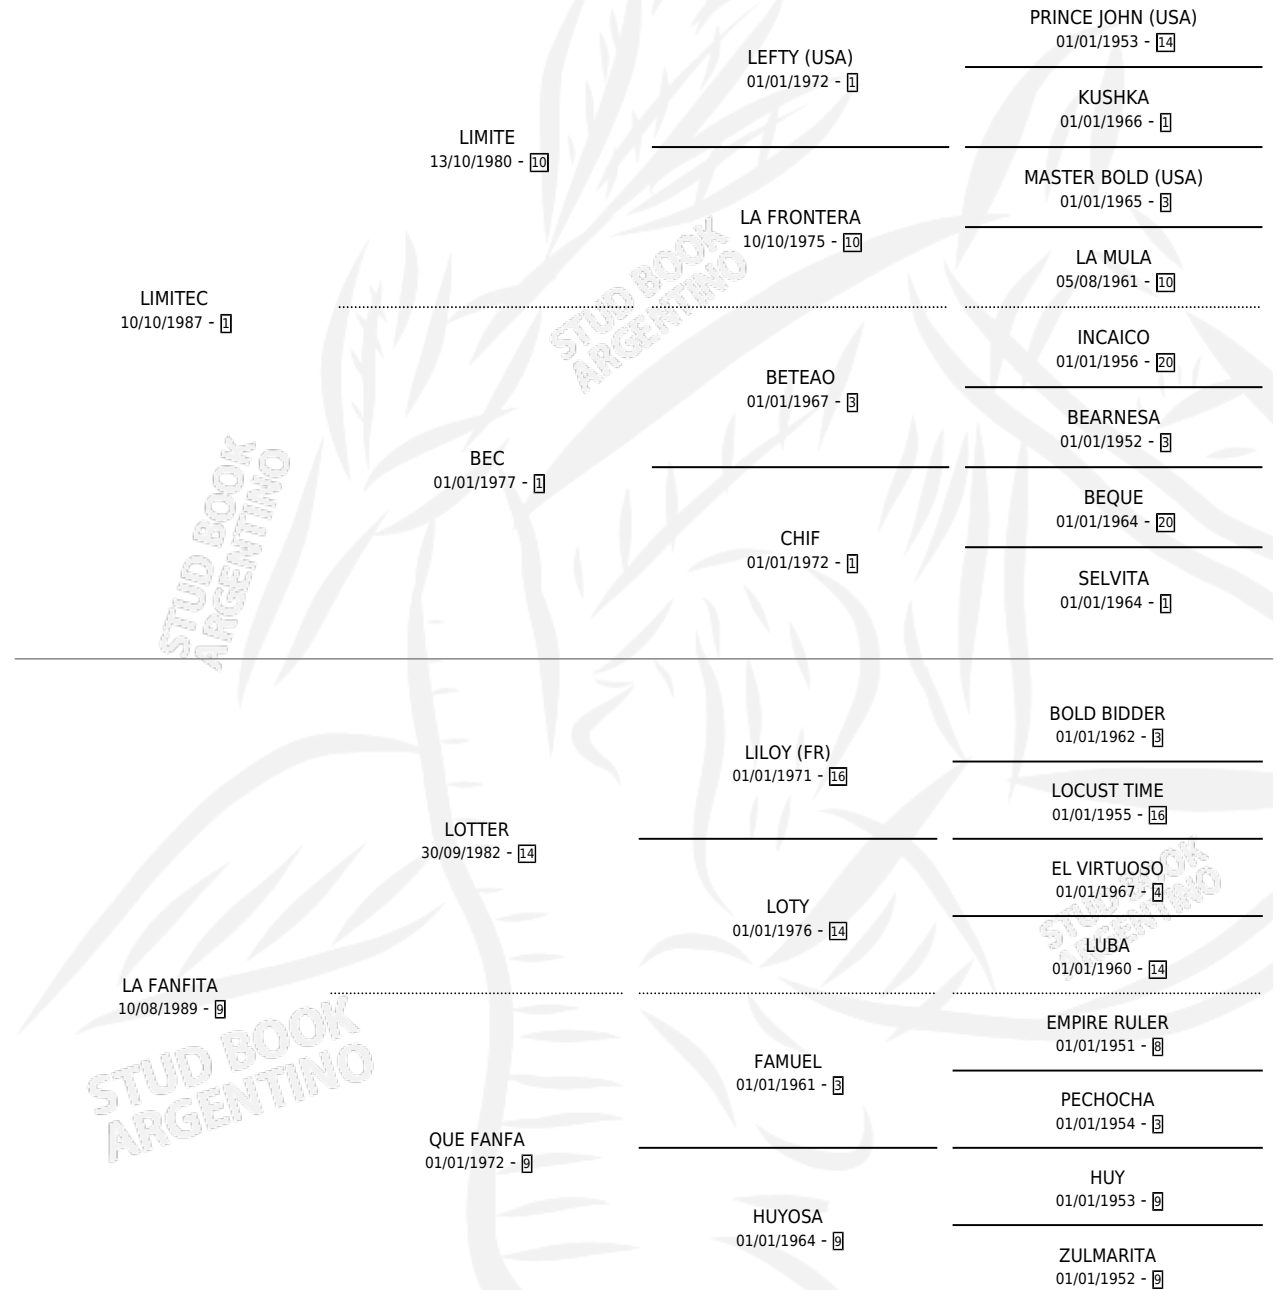 PRINCE JOHN (USA)
01/01/1953 - 14
LEFTY (USA)
01/01/1972 - 1
KUSHKA
01/01/1966 - 1
LIMITE
13/10/1980 - 10
MASTER BOLD (USA)
01/01/1965 - 3
LA FRONTERA
10/10/1975 - 10
LA MULA
05/08/1961 - 10
LIMITEC
10/10/1987 - 1
INCAICO
01/01/1956 - 20
BETEAO
01/01/1967 - 3
BEARNESA
01/01/1952 - 3
BEC
01/01/1977 - 1
BEQUE
01/01/1964 - 20
CHIF
01/01/1972 - 1
SELVITA
01/01/1964 - 1
BOLD BIDDER
01/01/1962 - 3
LILOY (FR)
01/01/1971 - 16
LOCUST TIME
01/01/1955 - 16
LOTTER
30/09/1982 - 14
EL VIRTUOSO
01/01/1967 - 4
LOTY
01/01/1976 - 14
LUBA
01/01/1960 - 14
LA FANFITA
10/08/1989 - 9
EMPIRE RULER
01/01/1951 - 8
FAMUEL
01/01/1961 - 3
PECHOCHA
01/01/1954 - 3
QUE FANFA
01/01/1972 - 9
HUY
01/01/1953 - 9
HUYOSA
01/01/1964 - 9
ZULMARITA
01/01/1952 - 9
STUD BOOK
ARGENTINO
STUD BOOK
ARGENTINO
STUD BOOK
ARGENTINO
STUD BOOK
ARGENTINO